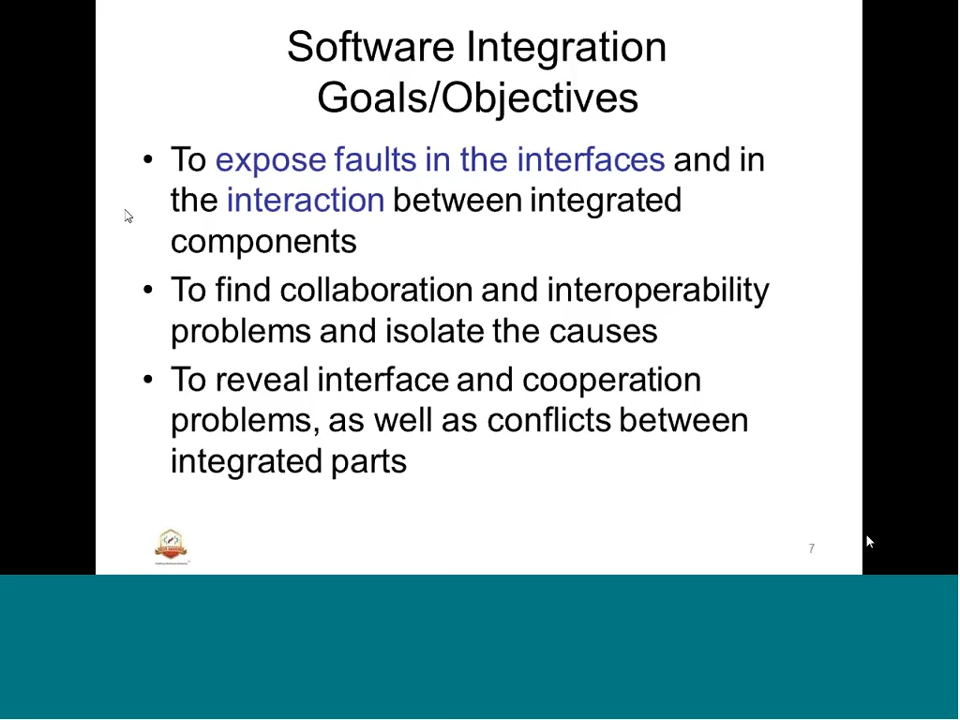 Software Integration
Goals/Objectives
• To expose faults in the interfaces and in
the interaction between integrated
components
• To find collaboration and interoperability
problems and isolate the causes
• To reveal interface and cooperation
problems, as well as conflicts between
integrated parts
7